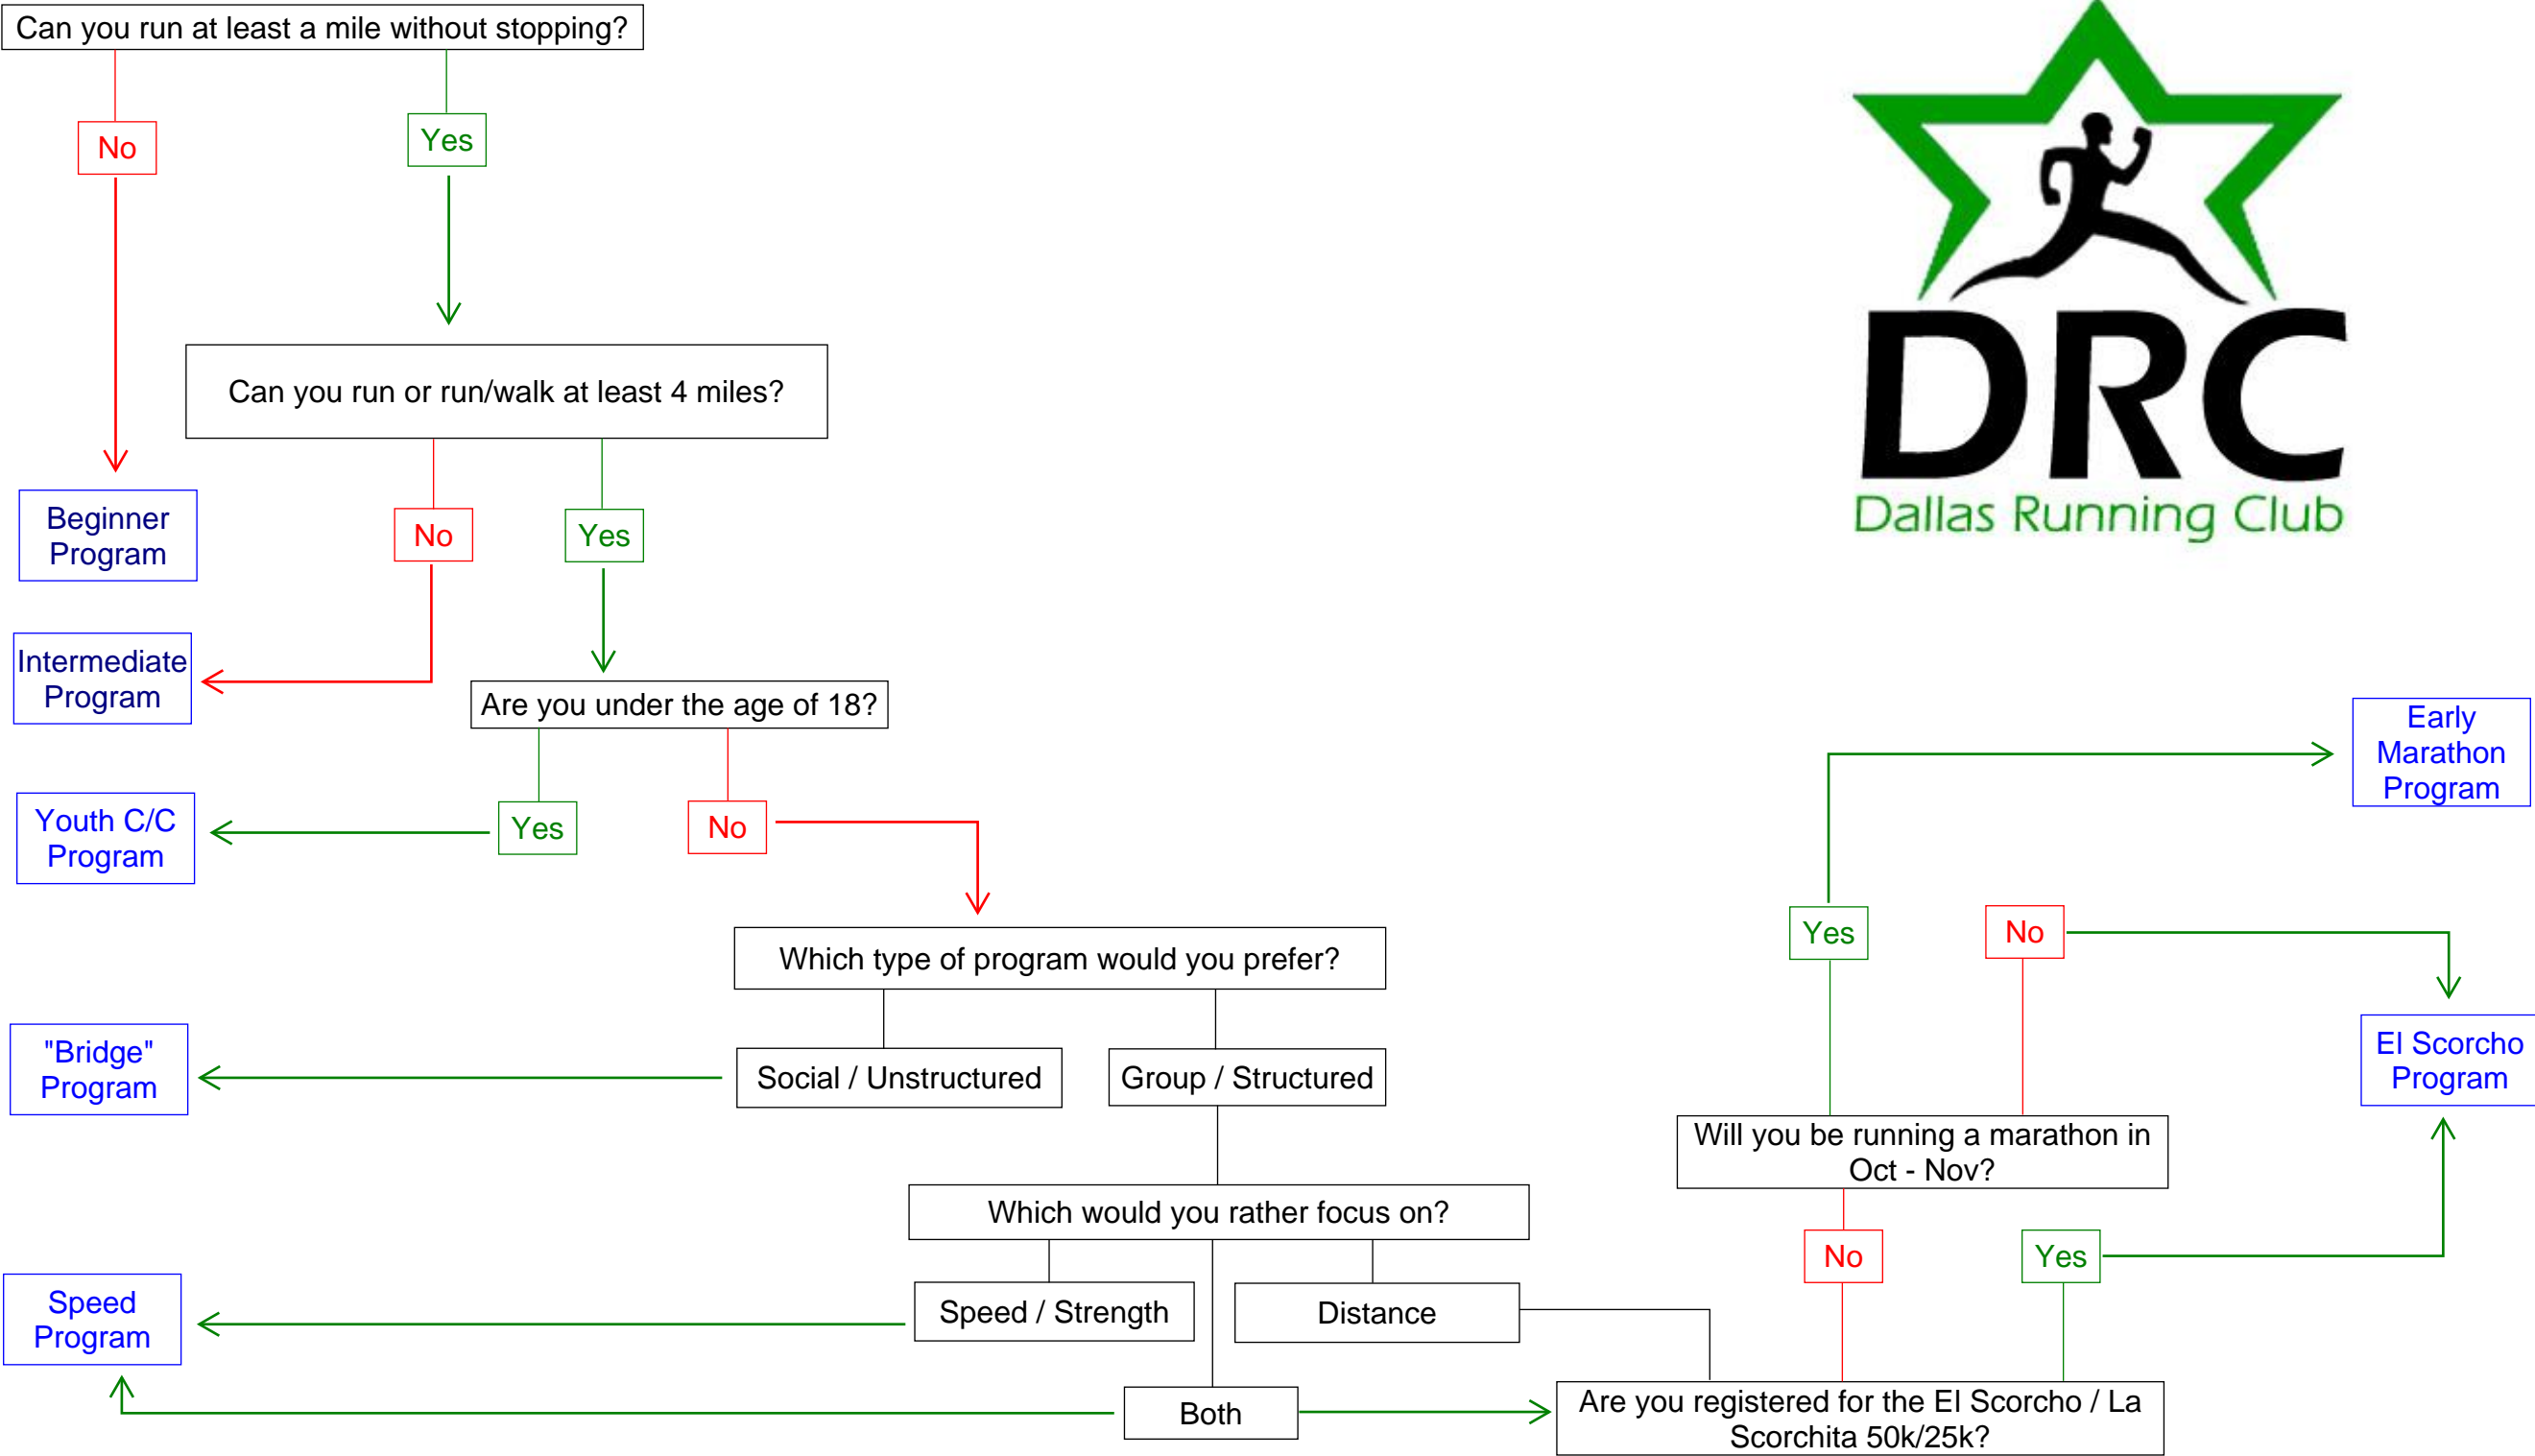 Can you run at least a mile without stopping?
No
Yes
DRC
Dallas Running Club
Can you run or run/walk at least 4 miles?
No
Yes
Beginner
Program
Intermediate
Program
Are you under the age of 18?
Yes
No
Youth C/C
Program
Early
Marathon
Program
Which type of program would you prefer?
Yes
No
"Bridge"
Program
Social / Unstructured
Group / Structured
El Scorcho
Program
Will you be running a marathon in
Oct - Nov?
Which would you rather focus on?
No
Yes
Speed
Program
Speed / Strength
Distance
Both
Are you registered for the El Scorcho / La
Scorchita 50k/25k?